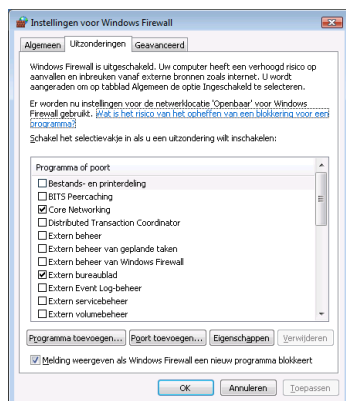 Instellingen voor Windows Firewall
Algemeen Uitzonderingen Geavanceerd
Windows Firewall is uitgeschakeld. Uw computer heeft een verhoogd risico op
aanvallen en inbreuken vanaf externe bronnen zoals internet. U wordt
aangeraden om op tabblad Algemeen de optie Ingeschakeld te selecteren.
Er worden nu instellingen voor de netwerklocatie 'Openbaar' voor Windows
Firewall gebruikt. Wat is het risico van het opheffen van een blokkering voor een
programma?
Schakel het selectievakje in als u een uitzondering wilt inschakelen:
Programma of poort
Bestands- en printerdeling
BITS Peercaching
Core Networking
Distributed Transaction Coordinator
Extern beheer
Extern beheer van geplande taken
Extern beheer van Windows Firewall
Extern bureaublad
Extern Event Log-beheer
Extern servicebeheer
Extern volumebeheer
Programma toevoegen... Poort toevoegen... Eigenschappen Verwijderen
Melding weergeven als Windows Firewall een nieuw programma blokkeert
OK Annuleren Toepassen